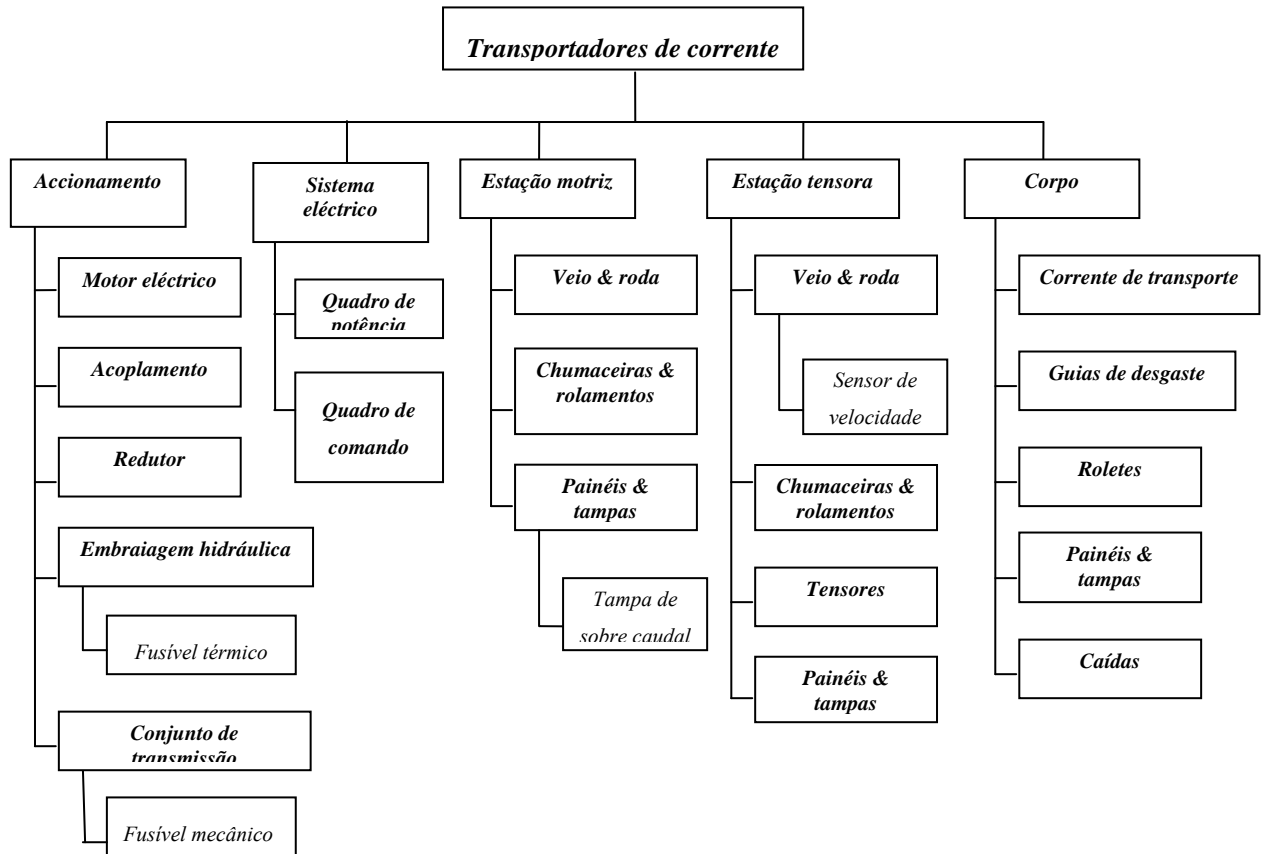 Transportadores de corrente
Accionamento
Motor eléctrico
Acoplamento
Redutor
Embraiagem hidráulica
Fusível térmico
Conjunto de
transmissão
Fusível mecânico
Sistema
eléctrico
Quadro de
potência
Quadro de
comando
Estação motriz
Veio & roda
Chumaceiras &
rolamentos
Painéis &
tampas
Tampa de
sobre caudal
Estação tensora
Veio & roda
Sensor de
velocidade
Chumaceiras &
rolamentos
Tensores
Painéis &
tampas
Corpo
Corrente de transporte
Guias de desgaste
Roletes
Painéis &
tampas
Caídas